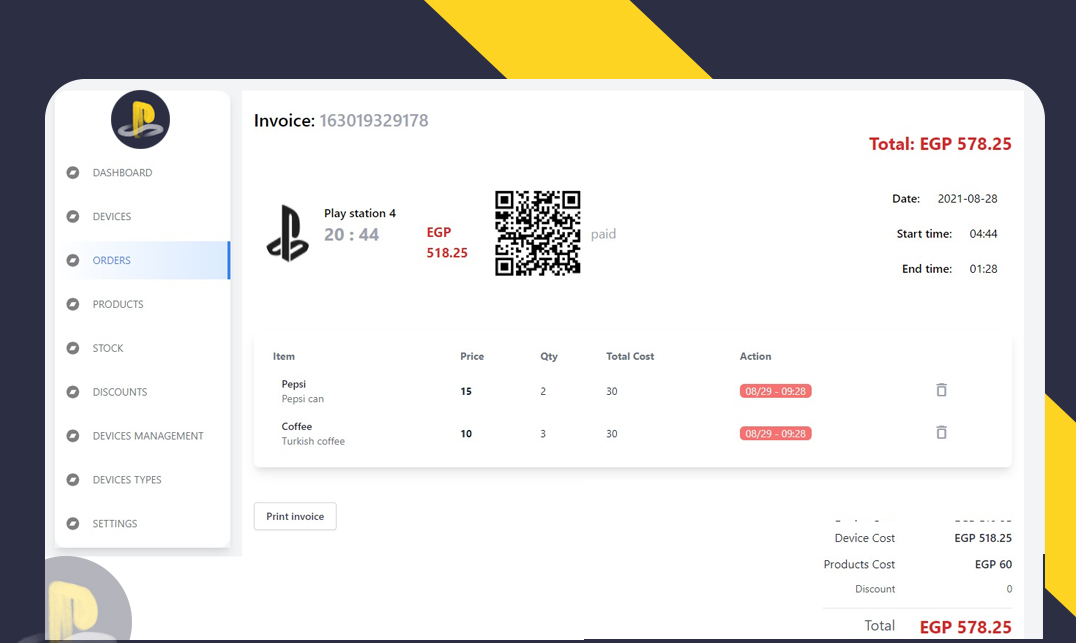 Invoice: 163019329178
Total: EGP 578.25
DASHBOARD
DEVICES
ORDERS
PRODUCTS
STOCK
DISCOUNTS
DEVICES MANAGEMENT
DEVICES TYPES
SETTINGS
Play station 4
20 : 44
EGP
518.25
paid
Date: 2021-08-28
Start time: 04:44
End time: 01:28
Item Price Qty Total Cost Action
Pepsi 15 2 30 08/29 - 09:28
Pepsi can
Coffee 10 3 30 08/29 - 09:28
Turkish coffee
Print invoice
Device Cost EGP 518.25
Products Cost EGP 60
Discount 0
Total EGP 578.25